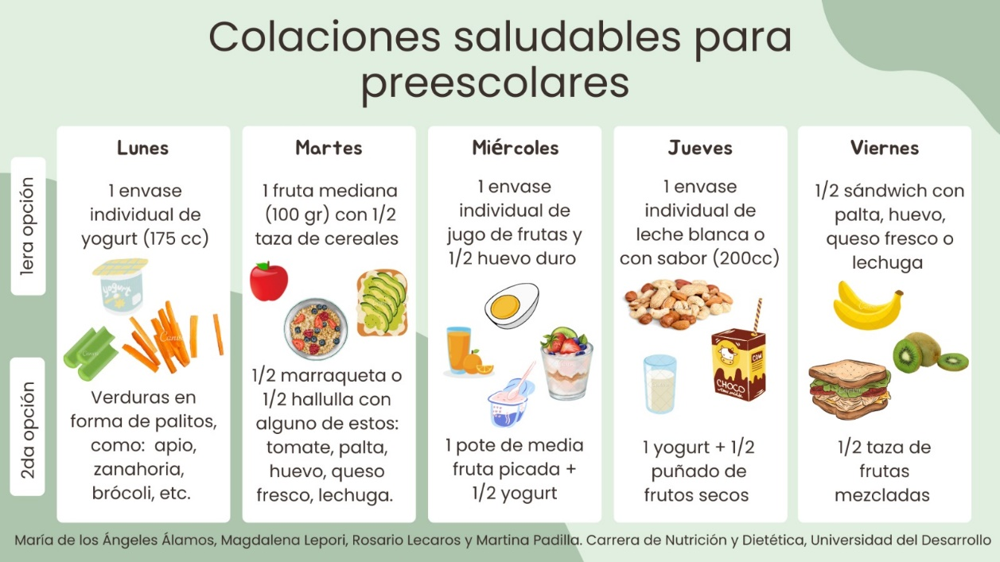 Colaciones saludables para
preescolares
1era opción
2da opción
Lunes
1 envase
individual de
yogurt (175 cc)
yogurt
Canva
Canva
Verduras en
forma de palitos,
como: apio,
zanahoria,
brócoli, etc.
Martes
1 fruta mediana
(100 gr) con 1/2
taza de cereales
1/2 marraqueta o
1/2 hallulla con
alguno de estos:
tomate, palta,
huevo, queso
fresco, lechuga.
Miércoles
1 envase
individual de
jugo de frutas y
1/2 huevo duro
1 pote de media
fruta picada +
1/2 yogurt
Jueves
1 envase
individual de
leche blanca o
con sabor (200cc)
COW
CHOCO
1 yogurt + 1/2
puñado de
frutos secos
Viernes
1/2 sándwich con
palta, huevo,
queso fresco o
lechuga
1/2 taza de
frutas
mezcladas
María de los Ángeles Álamos, Magdalena Lepori, Rosario Lecaros y Martina Padilla. Carrera de Nutrición y Dietética, Universidad del Desarrollo